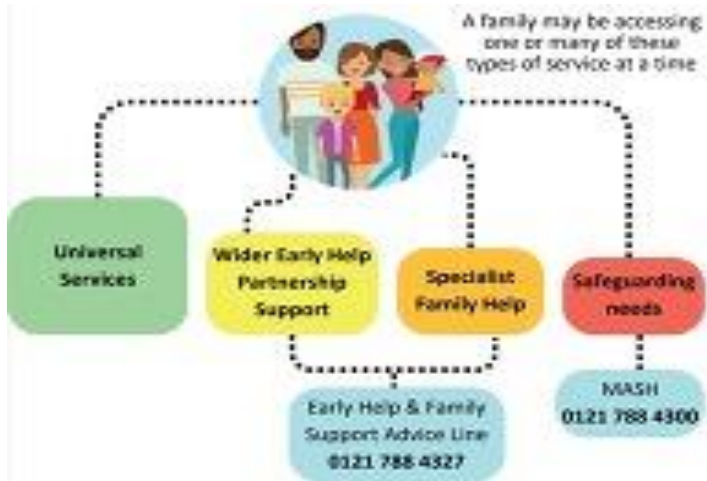 A family may be accessing
one or many of these
types of service at a time
Universal
Services
Wider Early Help
Partnership
Support
Specialist
Family Help
Safeguarding
needs
Early Help & Family
Support Advice Line
0121 788 4327
MASH
0121 788 4300